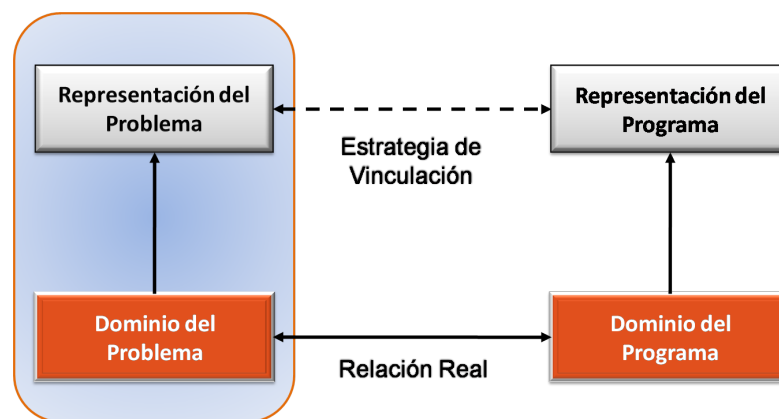 Representación del
Problema
Representación del
Programa
Estrategia de
Vinculación
Dominio del
Problema
Dominio del
Programa
Relación Real